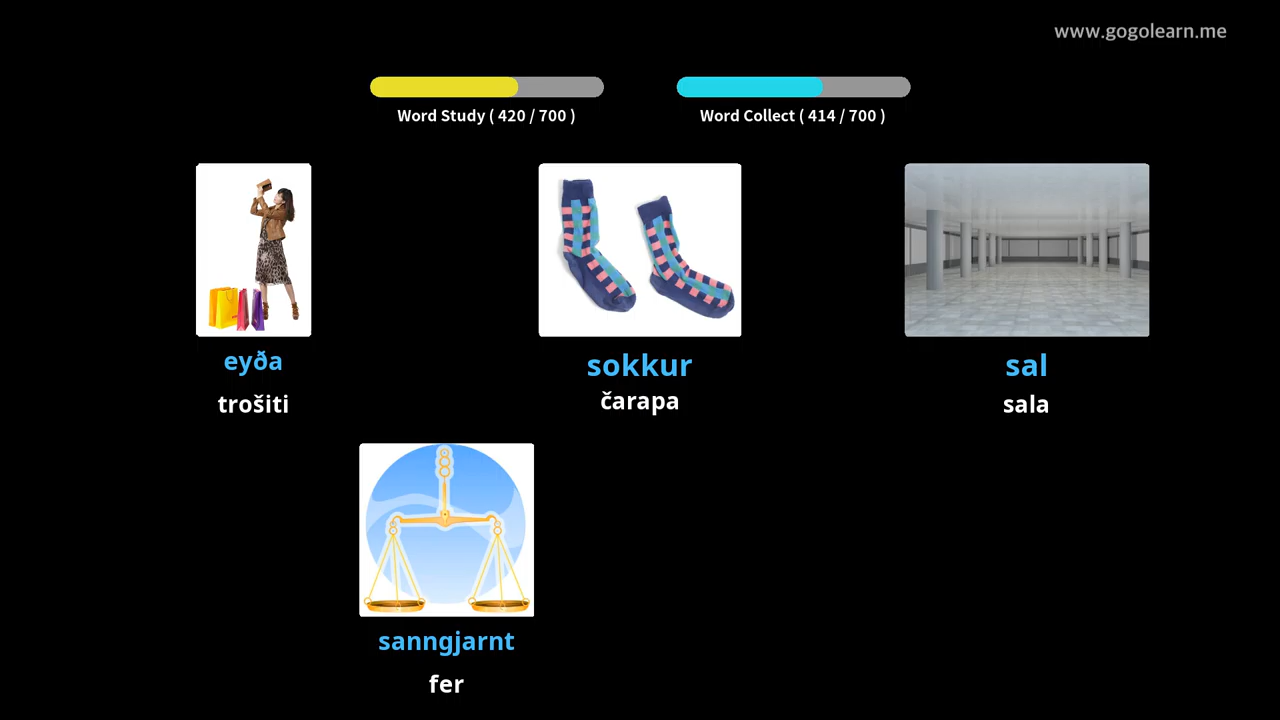 www.gogolearn.me
Word Study ( 420 / 700 )
Word Collect ( 414 / 700 )
eyða
sokkur
sal
trošiti
čarapa
sala
sanngjarnt
fer